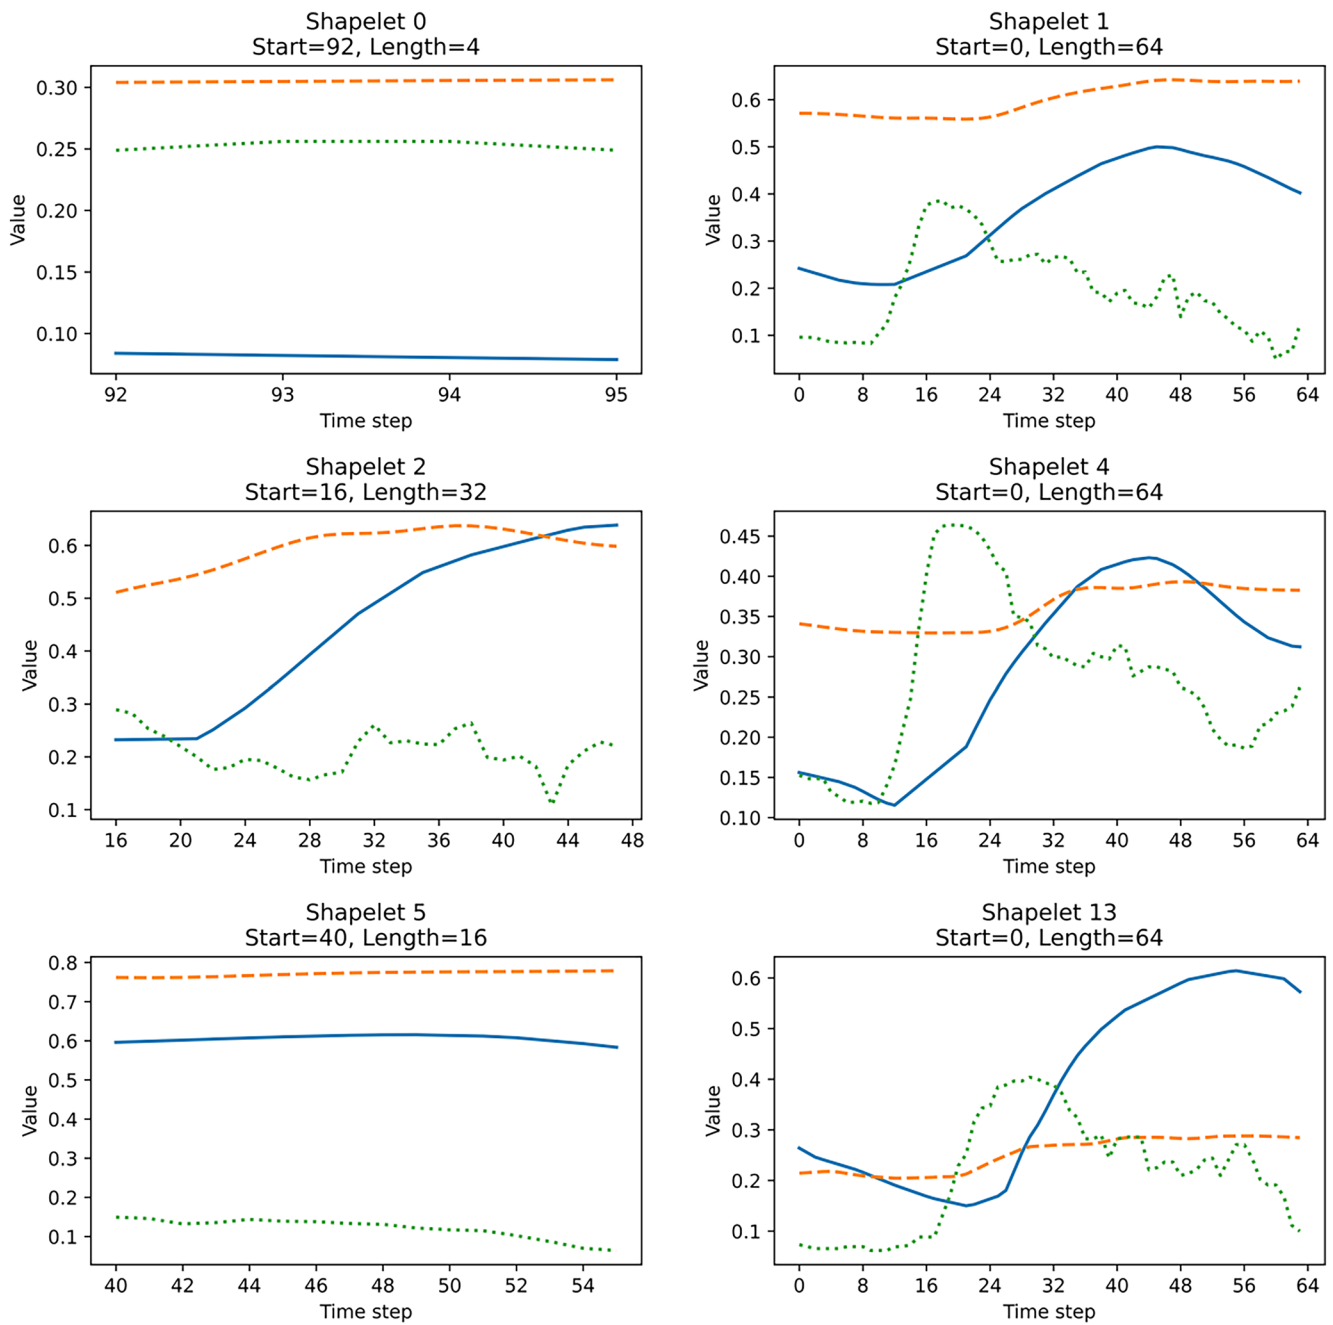 Shapelet 0
Start=92, Length=4
0.30
0.25
0.20
0.15
0.10
Value
92 93 94 95
Time step
Shapelet 1
Start=0, Length=64
0.6
0.5
0.4
0.3
0.2
0.1
Value
0 8 16 24 32 40 48 56 64
Time step
Shapelet 2
Start=16, Length=32
0.6
0.5
0.4
0.3
0.2
0.1
Value
16 20 24 28 32 36 40 44 48
Time step
Shapelet 4
Start=0, Length=64
0.45
0.40
0.35
0.30
0.25
0.20
0.15
0.10
Value
0 8 16 24 32 40 48 56 64
Time step
Shapelet 5
Start=40, Length=16
0.8
0.7
0.6
0.5
0.4
0.3
0.2
0.1
Value
40 42 44 46 48 50 52 54
Time step
Shapelet 13
Start=0, Length=64
0.6
0.5
0.4
0.3
0.2
0.1
Value
0 8 16 24 32 40 48 56 64
Time step